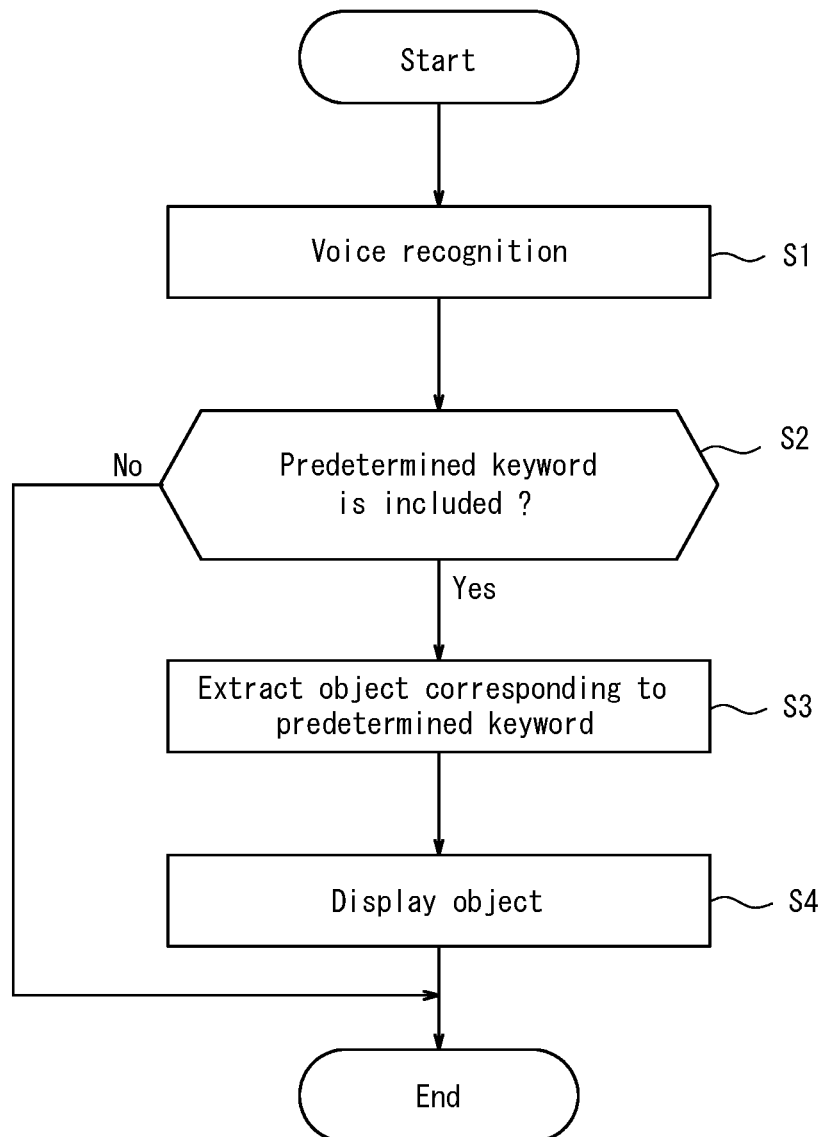 Start
Voice recognition
S1
S2
No
Predetermined keyword
is included ?
Yes
Extract object corresponding to
predetermined keyword
S3
Display object
S4
End